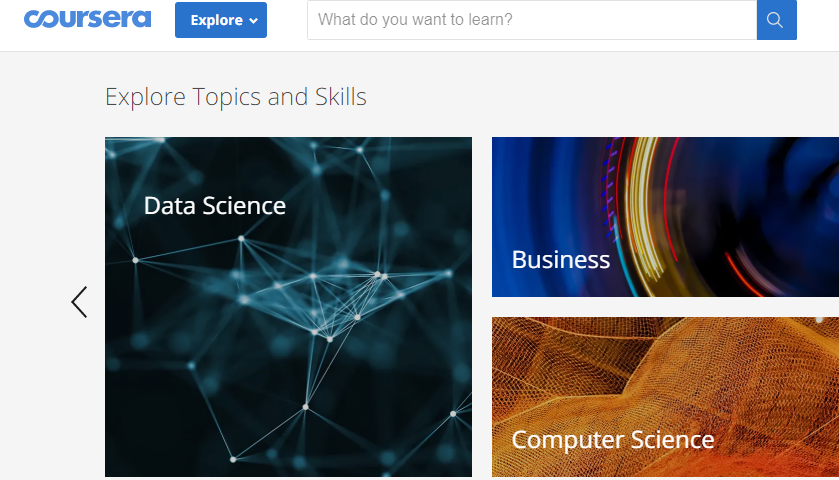 coursera
Explore
What do you want to learn?
Explore Topics and Skills
Data Science
Business
Computer Science